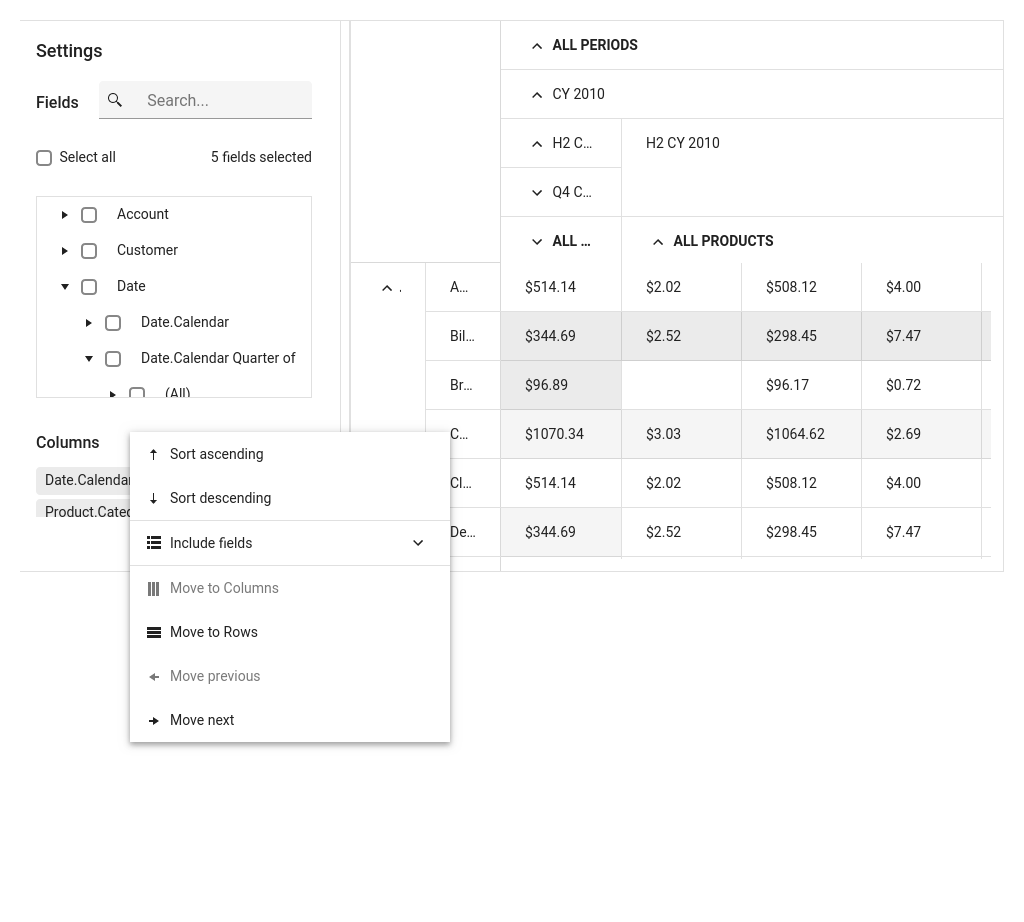 Settings
Fields
Search...
Select all
5 fields selected
Account
Customer
Date
Date.Calendar
Date.Calendar Quarter of
(All)
Columns
Date.Calendar
Product.Cate
Sort ascending
Sort descending
Include fields
Move to Columns
Move to Rows
Move previous
Move next
ALL PERIODS
CY 2010
H2 C…
H2 CY 2010
Q4 C…
ALL …
ALL PRODUCTS
A… $514.14 $2.02 $508.12 $4.00
Bil… $344.69 $2.52 $298.45 $7.47
Br… $96.89 $96.17 $0.72
C… $1070.34 $3.03 $1064.62 $2.69
Cl… $514.14 $2.02 $508.12 $4.00
De… $344.69 $2.52 $298.45 $7.47